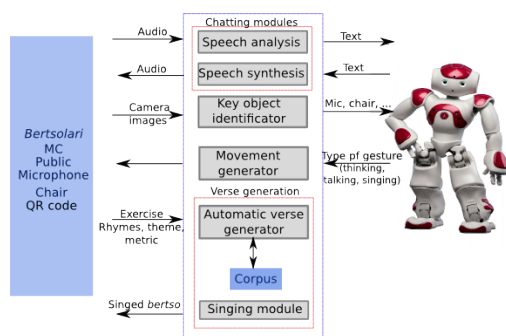 Chatting modules
Audio
Speech analysis
Text
Audio
Speech synthesis
Text
Camera
images
Key object
identificator
Mic, chair, ...
Bertsolari
MC
Public
Microphone
Chair
QR code
Movement
generator
Type pf gesture
(thinking,
talking, singing)
Verse generation
Exercise
Rhymes, theme,
metric
Automatic verse
generator
Corpus
Singing module
Singed bertso